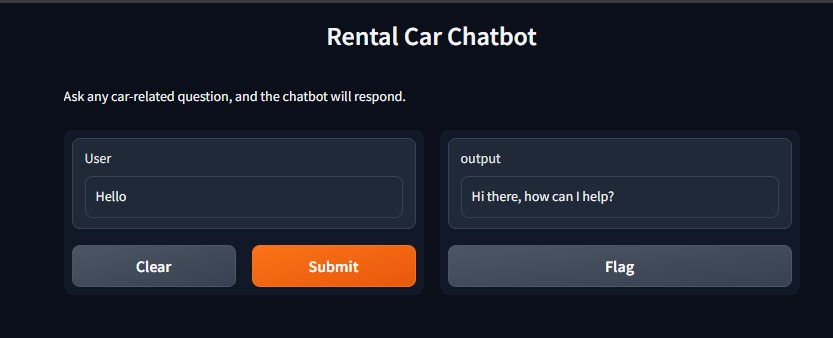 Rental Car Chatbot
Ask any car-related question, and the chatbot will respond.
User
Hello
Clear
Submit
output
Hi there, how can I help?
Flag